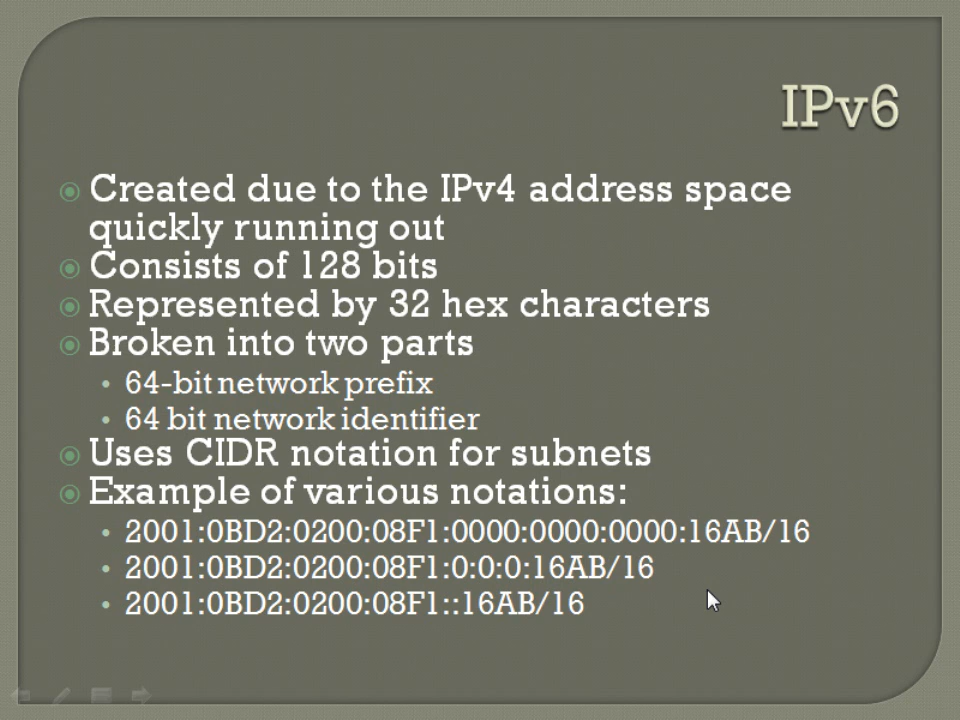 IPv6
Created due to the IPv4 address space
quickly running out
Consists of 128 bits
Represented by 32 hex characters
Broken into two parts
64-bit network prefix
64 bit network identifier
Uses CIDR notation for subnets
Example of various notations:
2001:0BD2:0200:08F1:0000:0000:0000:16AB/16
2001:0BD2:0200:08F1:0:0:0:16AB/16
2001:0BD2:0200:08F1::16AB/16